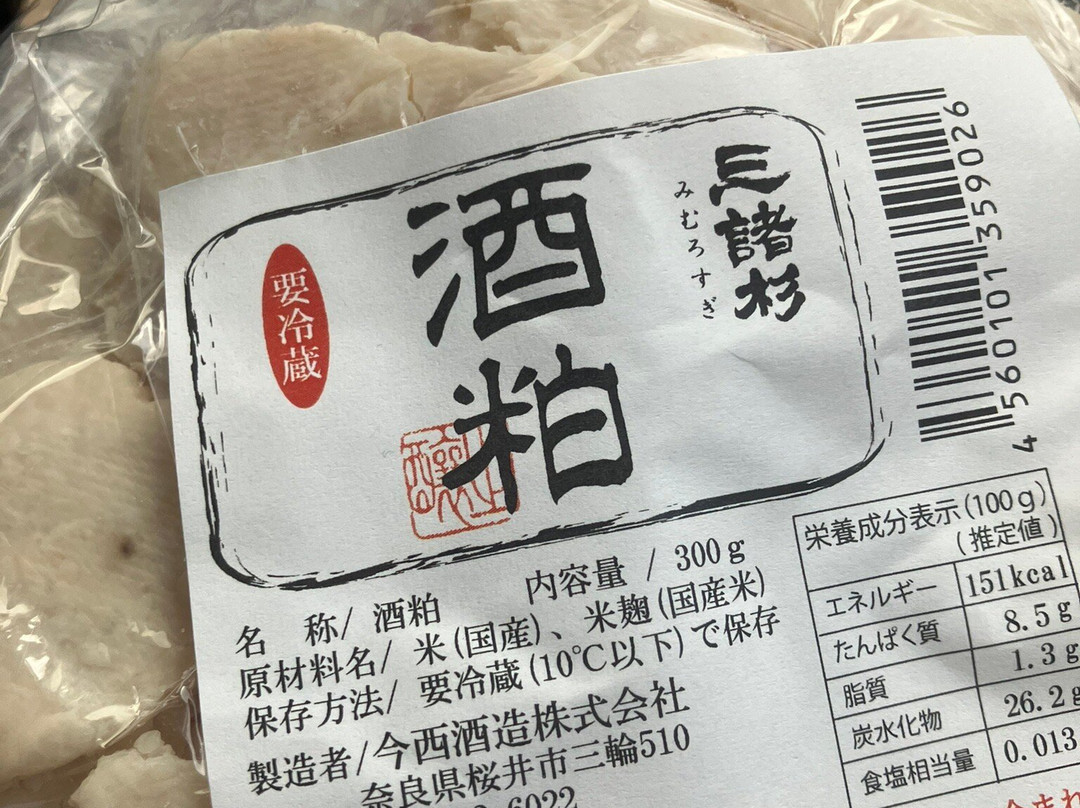 三諸杉
みむろすぎ
酒粕
要冷蔵
4 560101 359026
内容量 / 300g
名 称/ 酒粕
原材料名/ 米(国産)、米麹(国産米)
保存方法/ 要冷蔵(10℃以下)で保存
製造者/今西酒造株式会社
奈良県桜井市三輪510
6022
栄養成分表示(100g)
(推定値)
エネルギー 151kcal
たんぱく質 8.5g
脂質 1.3g
炭水化物 26.2g
食塩相当量 0.013